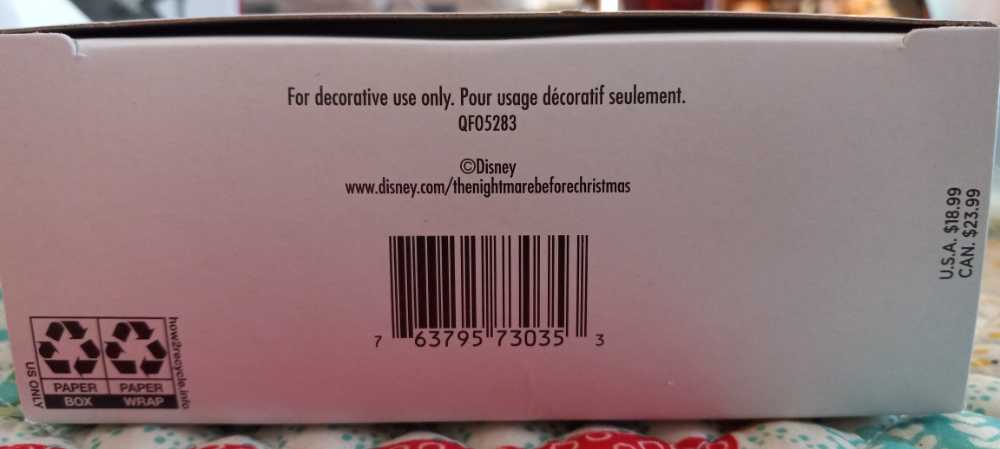 For decorative use only. Pour usage décoratif seulement.
QFO5283
©Disney
www.disney.com/thenightmarebeforechristmas
U.S.A. $18.99
CAN. $23.99
7 63795 73035 3
US ONLY
PAPER PAPER
BOX WRAP
how2recycle.info